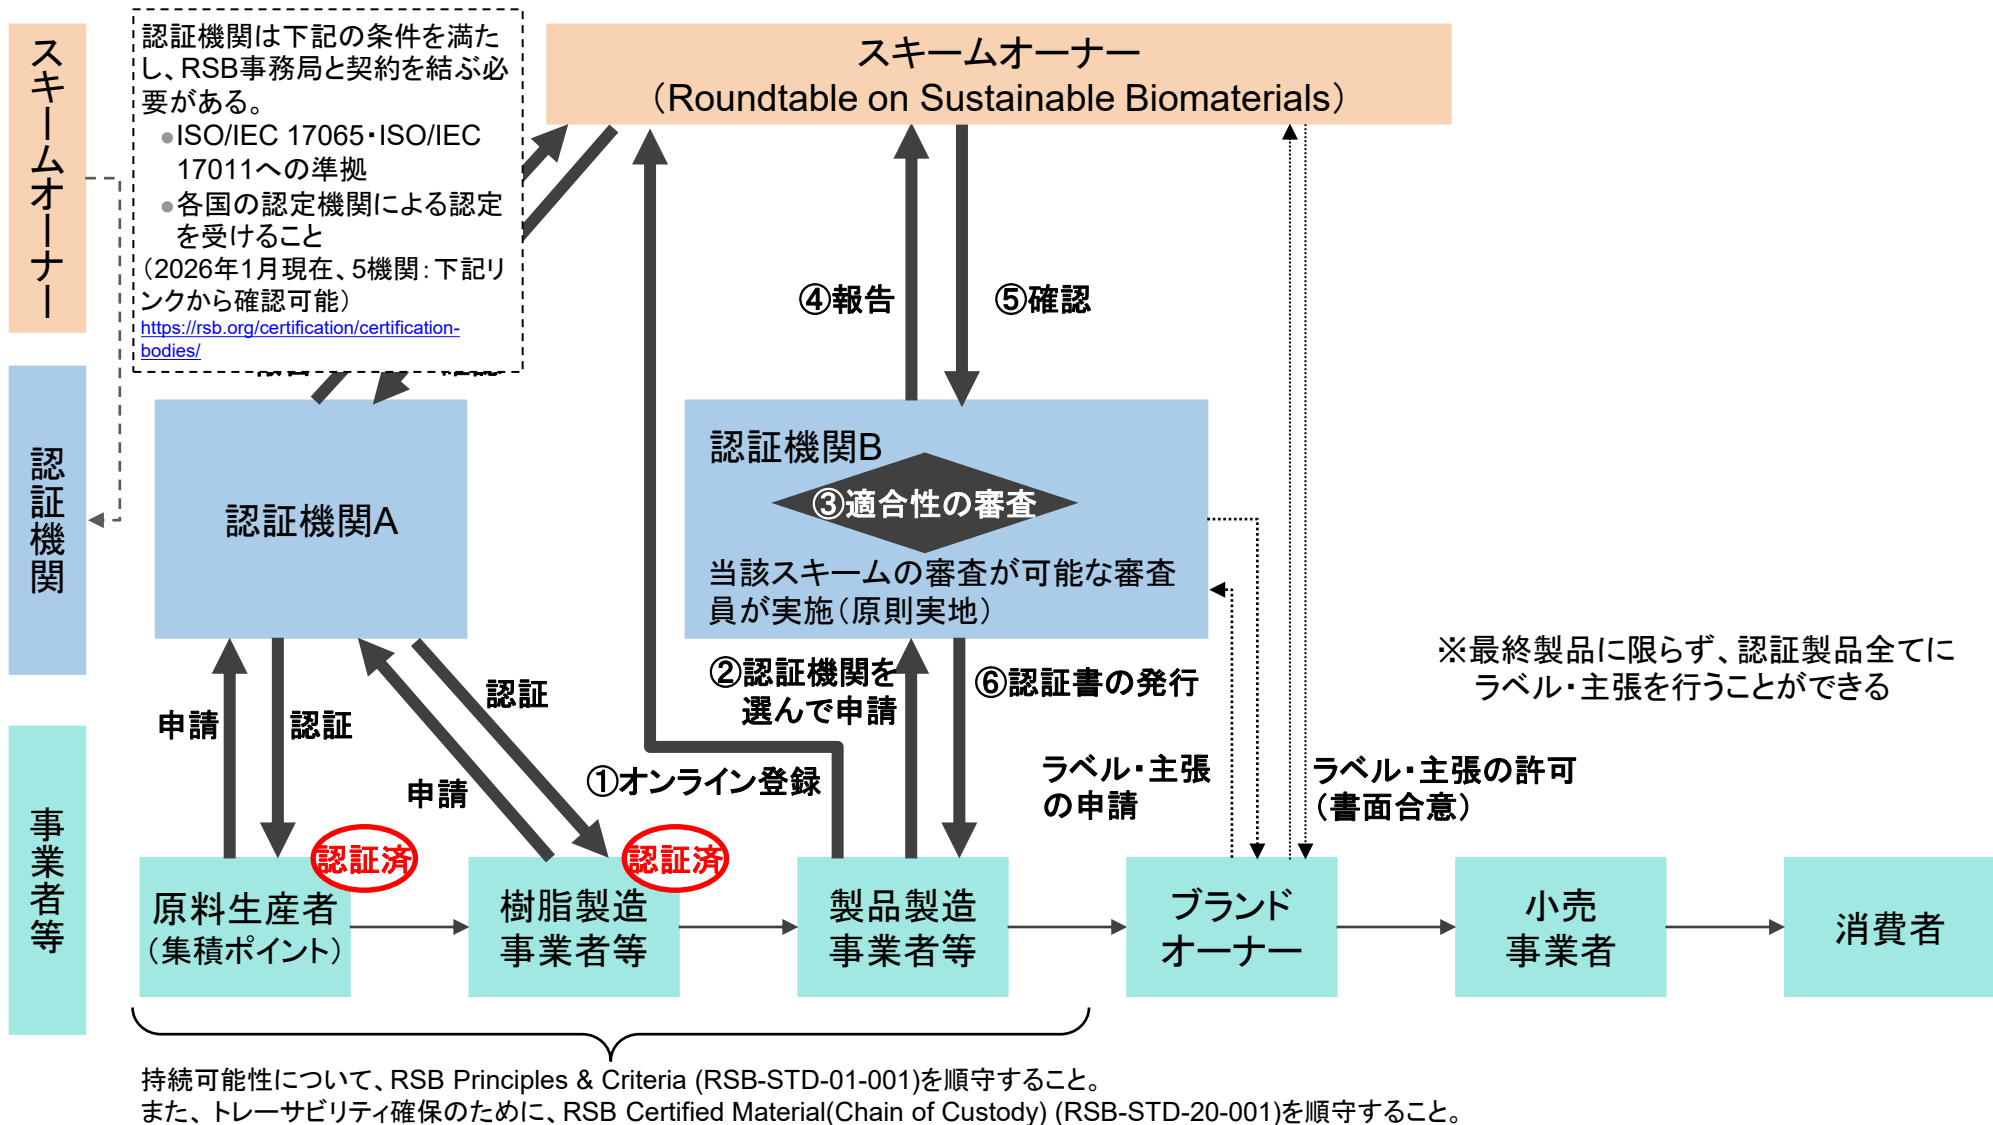 スキームオーナー
認証機関は下記の条件を満た
し、RSB事務局と契約を結ぶ必
要がある。
●ISO/IEC 17065・ISO/IEC
17011への準拠
●各国の認定機関による認定
を受けること
（2026年1月現在、5機関：下記リ
ンクから確認可能）
https://rsb.org/certification/certification-
bodies/
スキームオーナー
（Roundtable on Sustainable Biomaterials）
④報告
⑤確認
認証機関
認証機関A
認証機関B
③適合性の審査
当該スキームの審査が可能な審査
員が実施（原則実地）
申請
認証
認証
申請
②認証機関を
選んで申請
⑥認証書の発行
①オンライン登録
※最終製品に限らず、認証製品全てに
ラベル・主張を行うことができる
ラベル・主張
の申請
ラベル・主張の許可
（書面合意）
事業者等
認証済
認証済
原料生産者
（集積ポイント）
樹脂製造
事業者等
製品製造
事業者等
ブランド
オーナー
小売
事業者
消費者
持続可能性について、RSB Principles & Criteria (RSB-STD-01-001)を順守すること。
また、トレーサビリティ確保のために、RSB Certified Material(Chain of Custody) (RSB-STD-20-001)を順守すること。